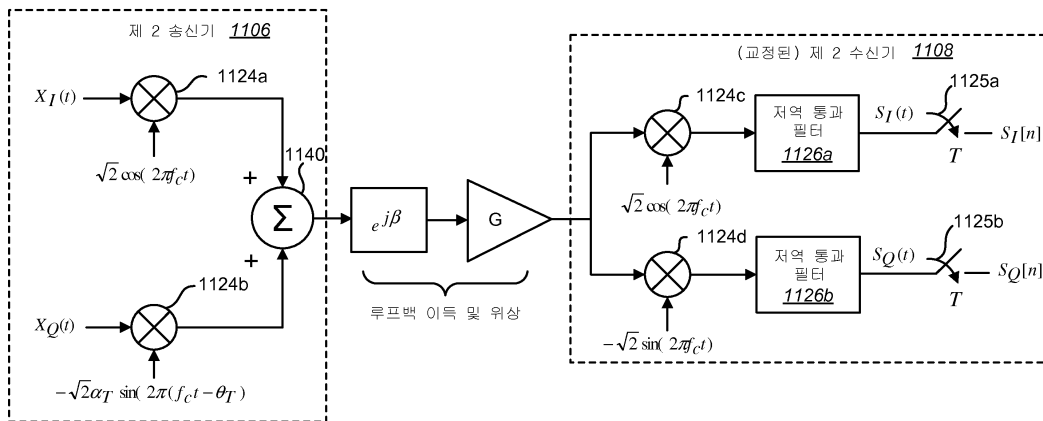 제 2 송신기 1106
X_I(t)
1124a
√2 cos( 2πf_c t)
+
1140
Σ
+
1124b
X_Q(t)
−√2α_T sin( 2π(f_c t−θ_T)
e^{jβ}
G
루프백 이득 및 위상
(교정된) 제 2 수신기 1108
1124c
√2 cos( 2πf_c t)
저역 통과
필터
1126a
S_I(t)
1125a
T
S_I[n]
1124d
−√2 sin( 2πf_c t)
저역 통과
필터
1126b
S_Q(t)
1125b
T
S_Q[n]